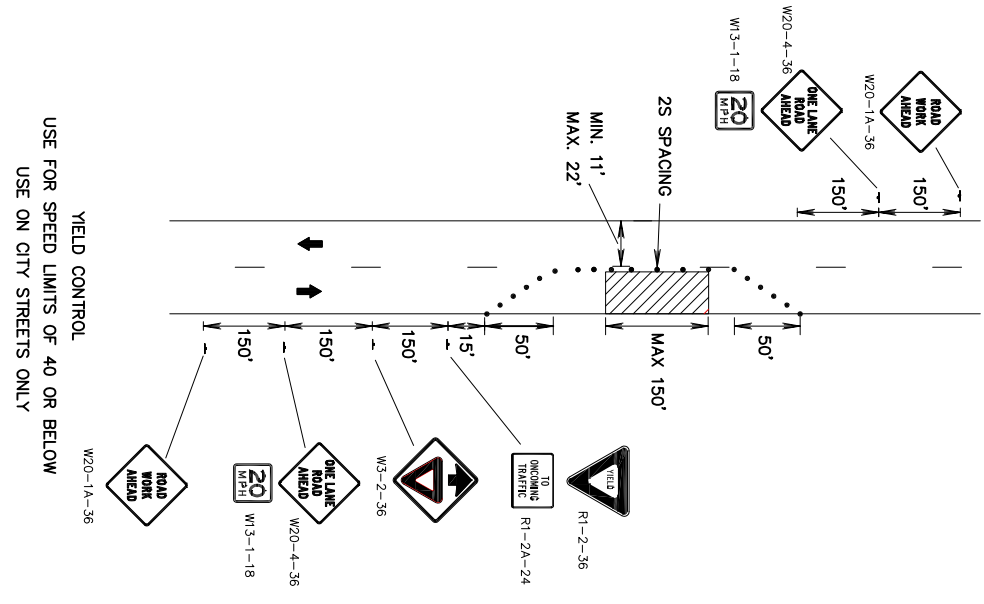 W20-1A-36
ROAD
WORK
AHEAD
W20-4-36
ONE LANE
ROAD
AHEAD
W13-1-18
20
MPH
150'
150'
2S SPACING
MIN. 11'
MAX. 22'
50'
MAX 150'
50'
15'
150'
150'
150'
YIELD
R1-2-36
TO
ONCOMING
TRAFFIC
R1-2A-24
W3-2-36
ONE LANE
ROAD
AHEAD
W20-4-36
20
MPH
W13-1-18
ROAD
WORK
AHEAD
W20-1A-36
YIELD CONTROL
USE FOR SPEED LIMITS OF 40 OR BELOW
USE ON CITY STREETS ONLY